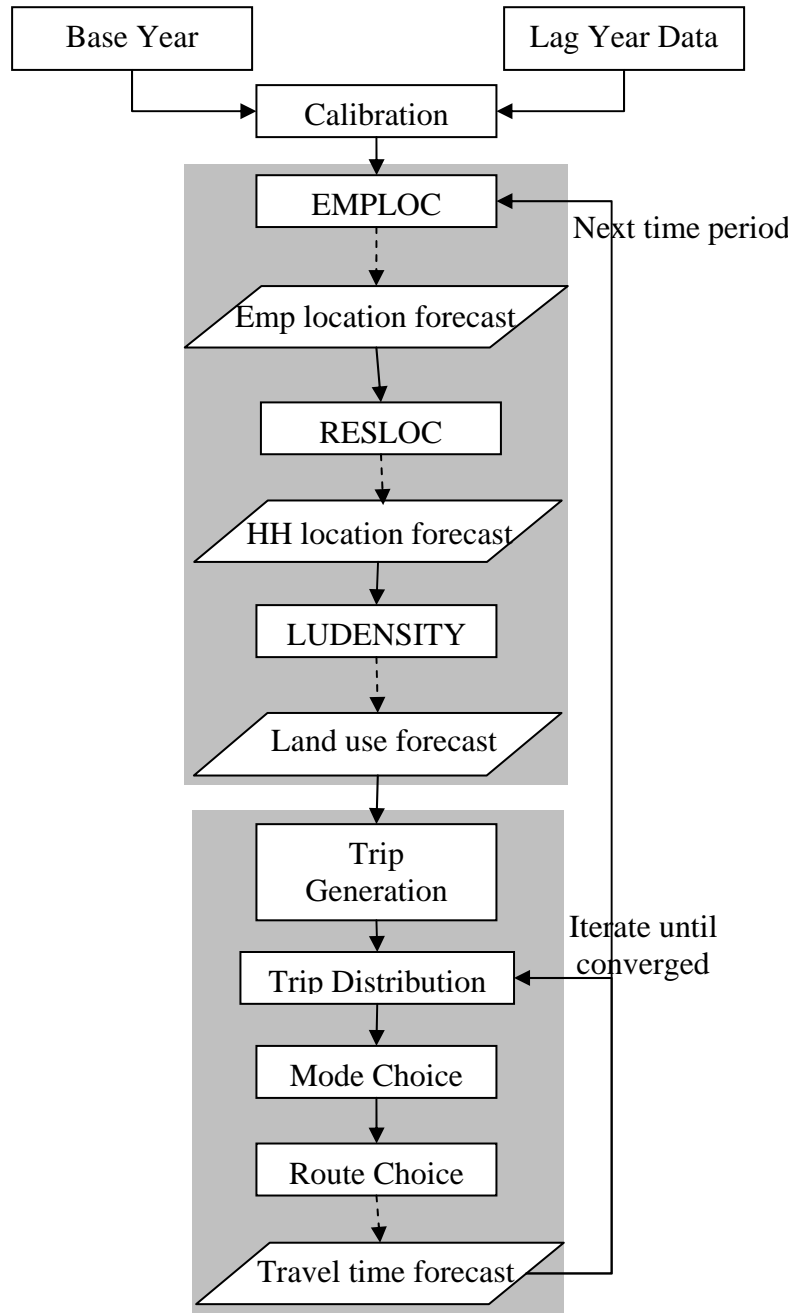 Base Year
Lag Year Data
Calibration
EMPLOC
Next time period
Emp location forecast
RESLOC
HH location forecast
LUDENSITY
Land use forecast
Trip
Generation
Iterate until
converged
Trip Distribution
Mode Choice
Route Choice
Travel time forecast